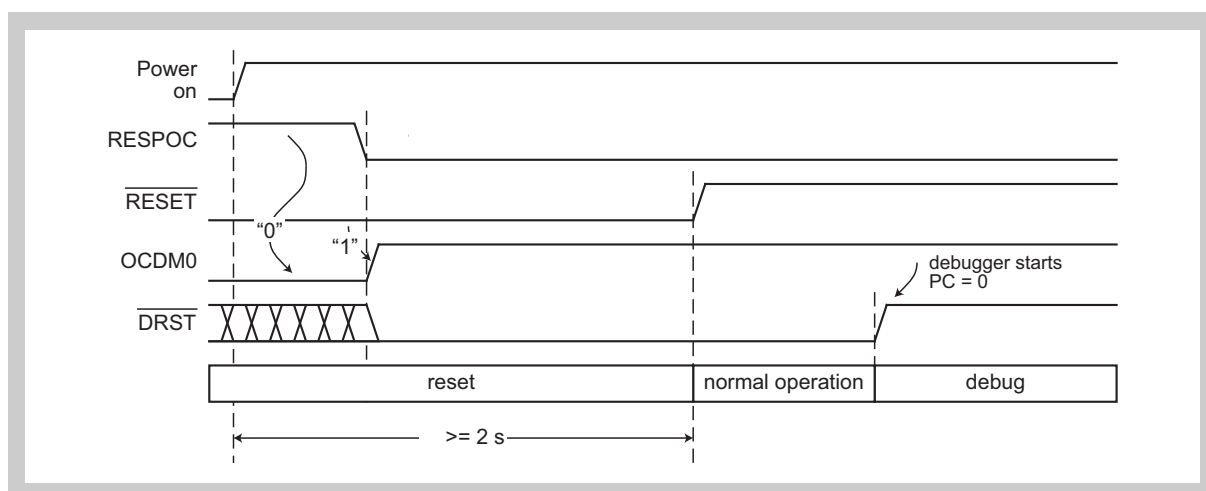 Power
on
RESPOC
RESET
“0”
“1”
OCDM0
debugger starts
PC = 0
DRST
reset
normal operation
debug
>= 2 s